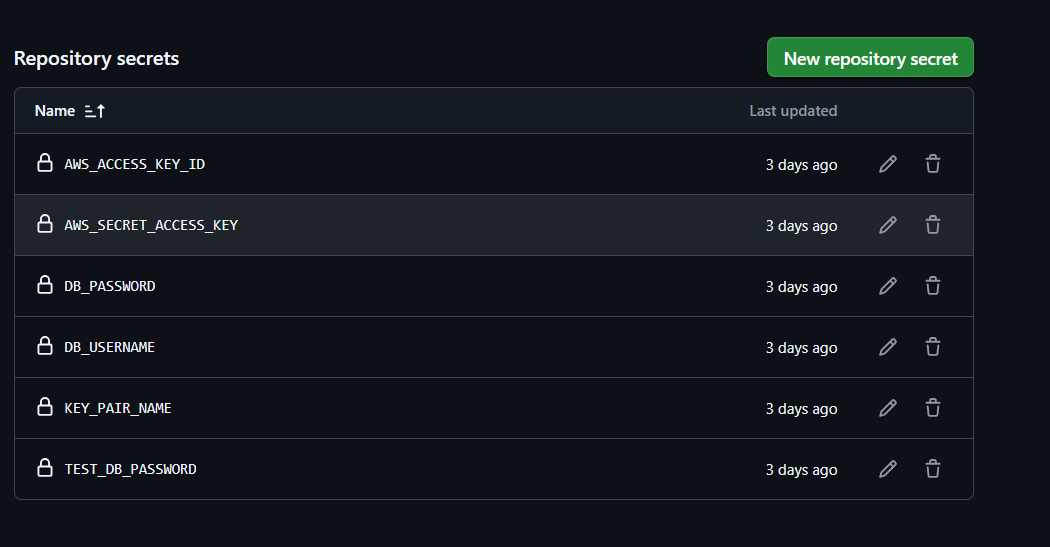 Repository secrets
New repository secret
Name
Last updated
AWS_ACCESS_KEY_ID 3 days ago
AWS_SECRET_ACCESS_KEY 3 days ago
DB_PASSWORD 3 days ago
DB_USERNAME 3 days ago
KEY_PAIR_NAME 3 days ago
TEST_DB_PASSWORD 3 days ago